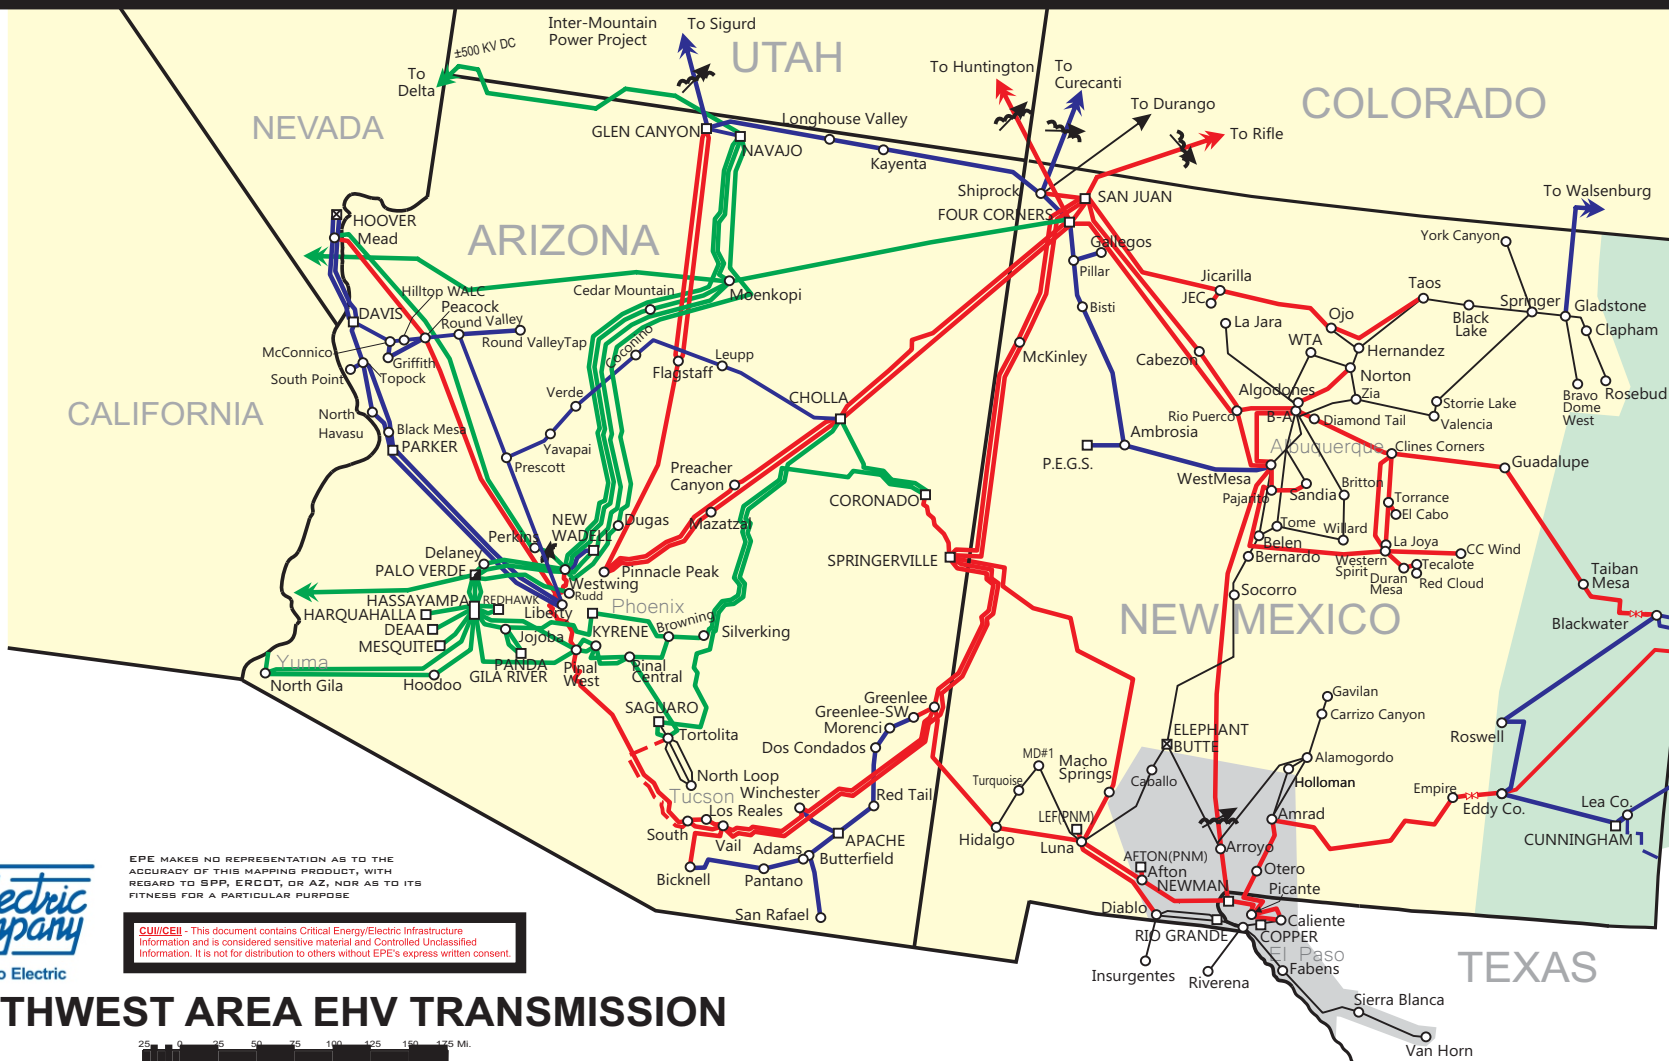 Inter-Mountain
Power Project
To Sigurd
±500 KV DC
To
Delta
UTAH
To Huntington
To
Curecanti
To Durango
To Rifle
COLORADO
NEVADA
GLEN CANYON
NAVAJO
Longhouse Valley
Kayenta
Shiprock
SAN JUAN
FOUR CORNERS
To Walsenburg
HOOVER
Mead
ARIZONA
York Canyon
Gallegos
Pillar
Hilltop WALC
Peacock
Cedar Mountain
Moenkopi
Bisti
Jicarilla
JEC
Taos
Springer
Gladstone
DAVIS
Round Valley
Round ValleyTap
Coconino
La Jara
Ojo
Black
Lake
Clapham
McConnico
Griffith
Leupp
McKinley
Cabezon
WTA
Hernandez
South Point
Topock
Flagstaff
Norton
Verde
CHOLLA
Algodones
Zia
Bravo
Dome
West
Rosebud
CALIFORNIA
North
Havasu
Black Mesa
PARKER
Yavapai
Prescott
Rio Puerco
B-A
Diamond Tail
Storrie Lake
Valencia
Ambrosia
P.E.G.S.
Albuquerque
Clines Corners
Guadalupe
Preacher
Canyon
WestMesa
Pajarito
Sandia
Britton
CORONADO
Torrance
El Cabo
Mazatzal
NEW
WADELL
Dugas
Tome
Willard
Perkins
Delaney
Belen
La Joya
CC Wind
Bernardo
Western
Spirit
SPRINGERVILLE
PALO VERDE
Pinnacle Peak
Tecalote
Duran
Mesa
Red Cloud
Taiban
Mesa
Westwing
Rudd
Socorro
HASSAYAMPA
REDHAWK
Liberty
Phoenix
NEW MEXICO
Blackwater
HARQUAHALLA
DEAA
MESQUITE
Jojoba
KYRENE
Browning
Silverking
Yuma
PANDA
GILA RIVER
Pinal
West
Pinal
Central
North Gila
Hoodoo
SAGUARO
Tortolita
Greenlee
Greenlee-SW
Morenci
Dos Condados
Gavilan
Carrizo Canyon
ELEPHANT
BUTTE
Roswell
Alamogordo
MD#1
Macho
Springs
Turquoise
Caballo
Holloman
North Loop
Tucson
Winchester
Red Tail
Empire
Eddy Co.
Lea Co.
Los Reales
South
Vail
Adams
APACHE
Butterfield
Hidalgo
LEF(PNM)
Luna
Arroyo
Amrad
CUNNINGHAM
Bicknell
Pantano
AFTON(PNM)
Afton
NEWMAN
Otero
Picante
San Rafael
Diablo
RIO GRANDE
Caliente
COPPER
El Paso
Fabens
TEXAS
Insurgentes
Riverena
Sierra Blanca
Van Horn
EPE MAKES NO REPRESENTATION AS TO THE
ACCURACY OF THIS MAPPING PRODUCT, WITH
REGARD TO SPP, ERCOT, OR AZ, NOR AS TO ITS
FITNESS FOR A PARTICULAR PURPOSE
CUI//CEII - This document contains Critical Energy/Electric Infrastructure
Information and is considered sensitive material and Controlled Unclassified
Information. It is not for distribution to others without EPE's express written consent.
o Electric
THWEST AREA EHV TRANSMISSION
25 0 25 50 75 100 125 150 175 Mi.